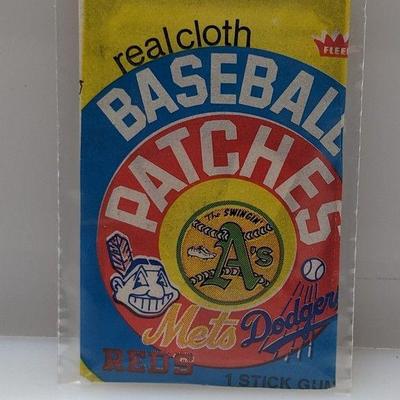 real cloth
FLEER
BASEBALL
PATCHES
The SWINGIN'
A's
Mets
Dodgers
REDS
1 STICK GUM